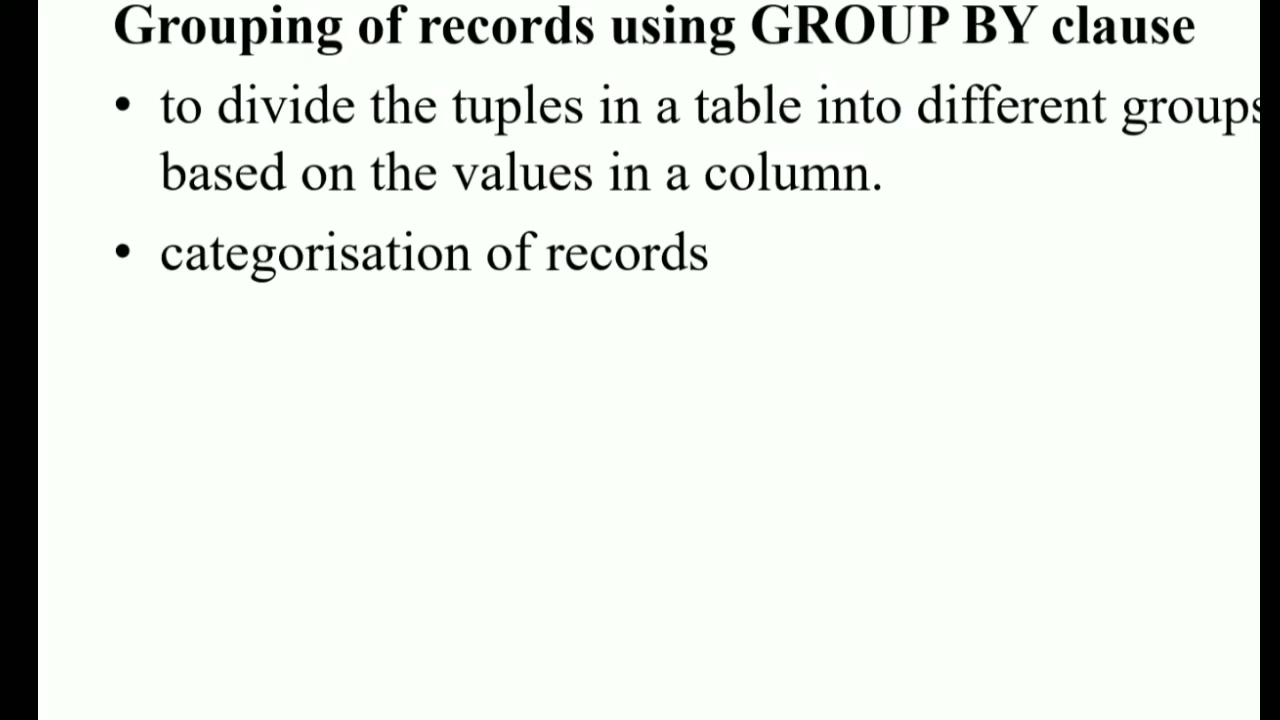 Grouping of records using GROUP BY clause
• to divide the tuples in a table into different groups
based on the values in a column.
• categorisation of records